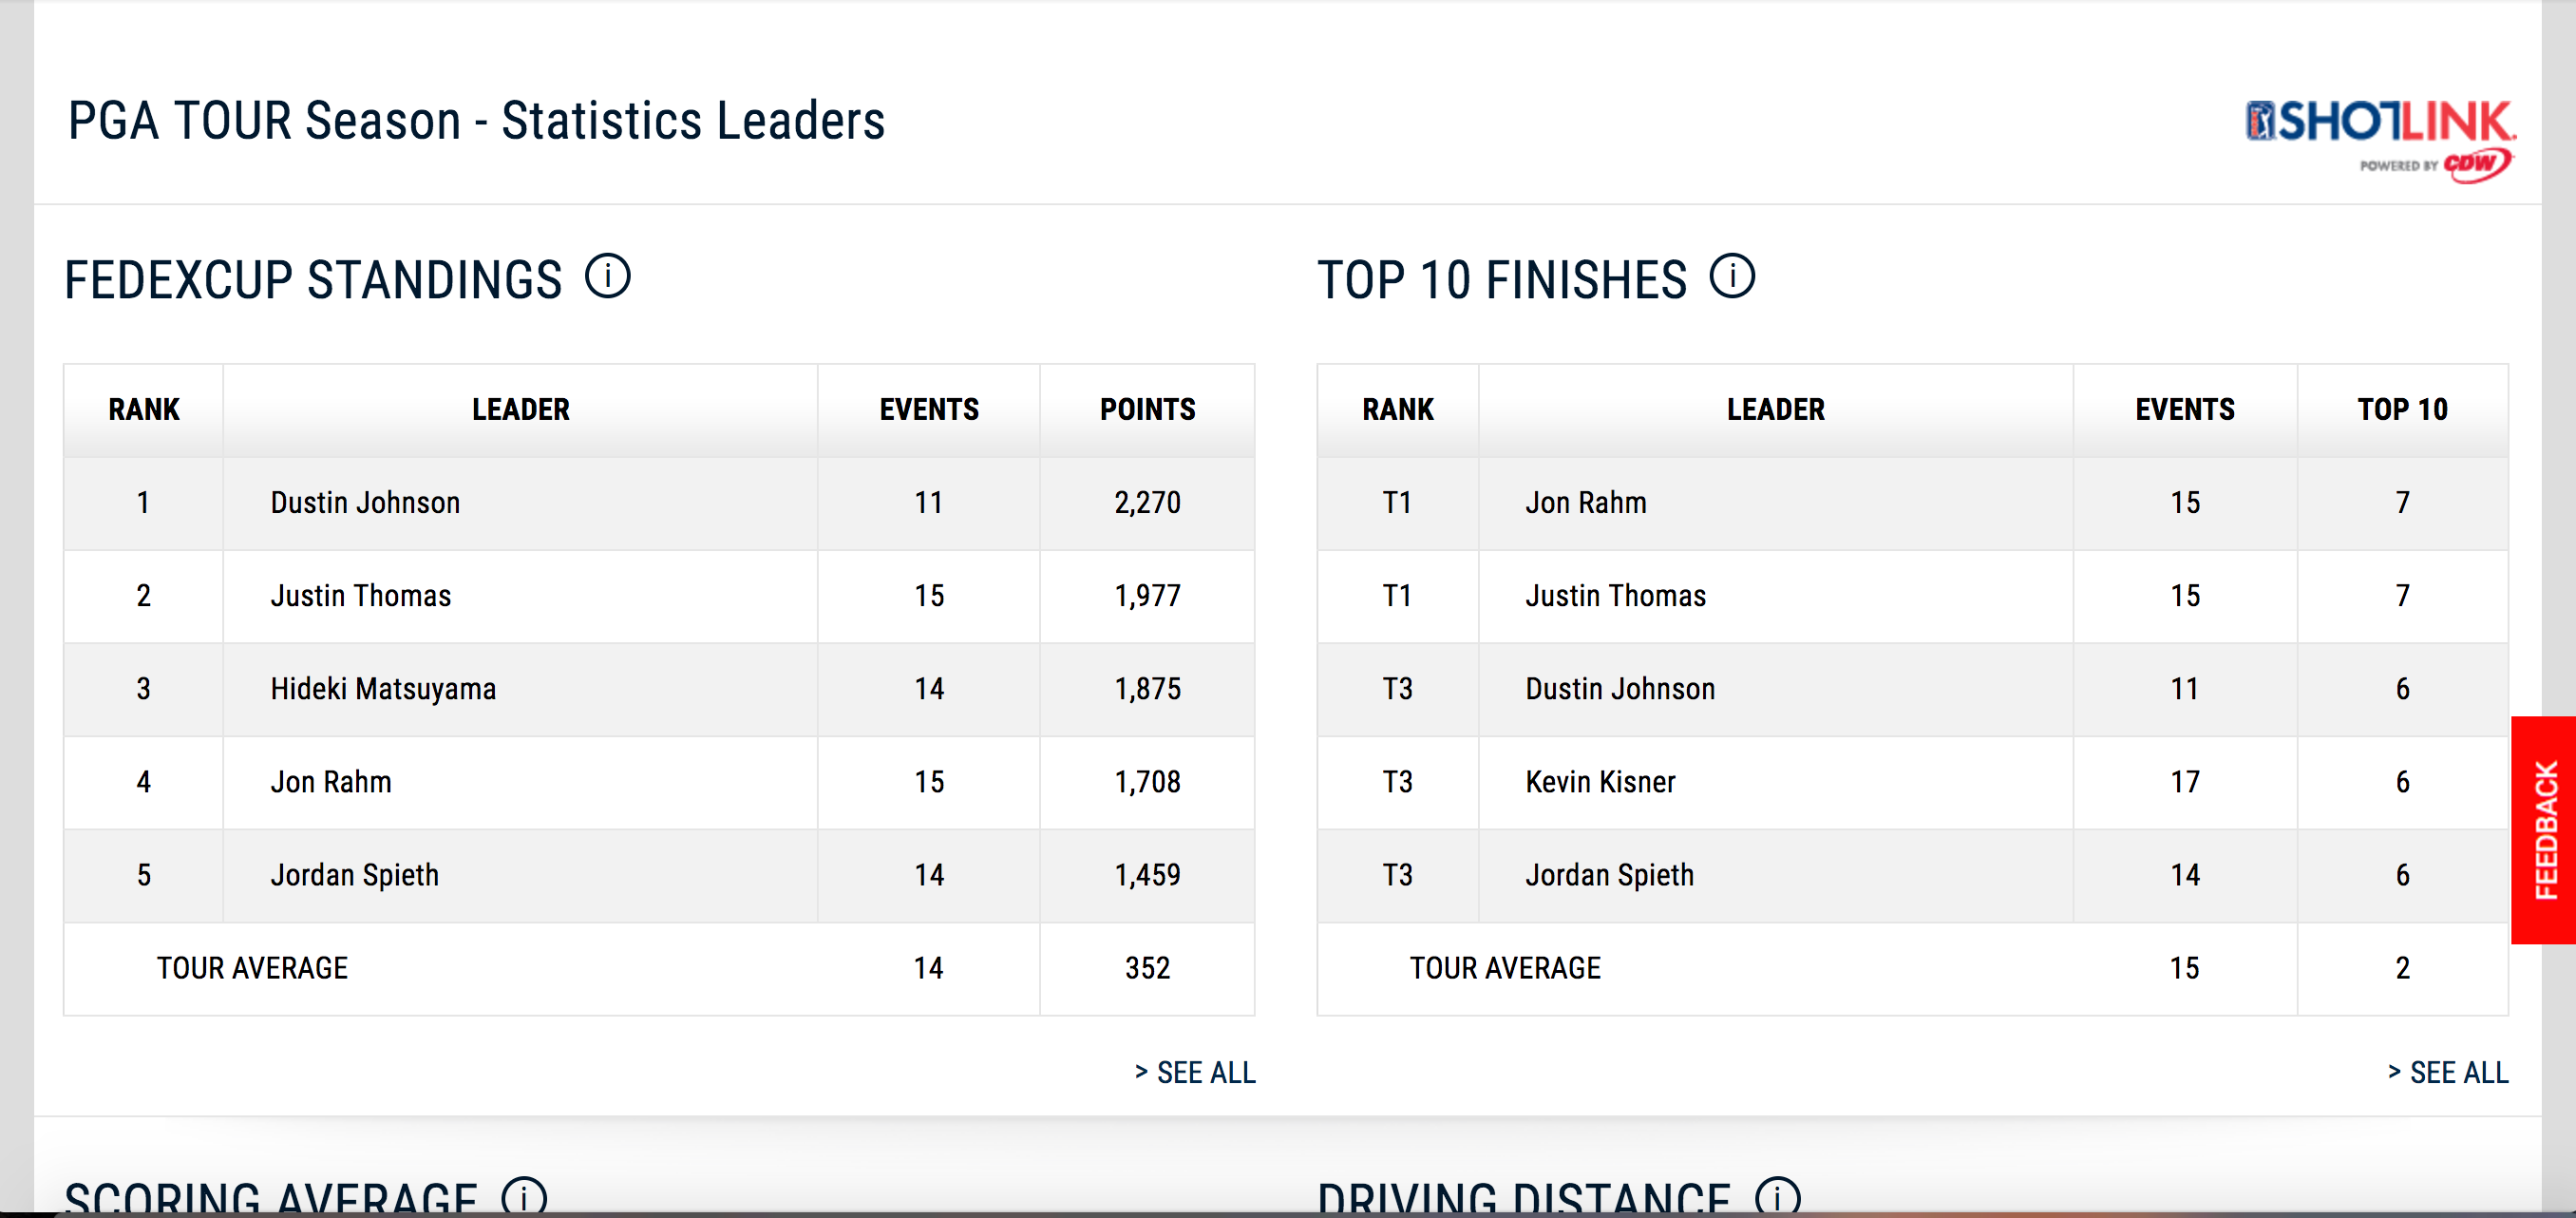 PGA TOUR Season - Statistics Leaders
SHOTLINK.
POWERED BY CDW
FEDEXCUP STANDINGS i
RANK LEADER EVENTS POINTS
1 Dustin Johnson 11 2,270
2 Justin Thomas 15 1,977
3 Hideki Matsuyama 14 1,875
4 Jon Rahm 15 1,708
5 Jordan Spieth 14 1,459
TOUR AVERAGE 14 352
> SEE ALL
TOP 10 FINISHES i
RANK LEADER EVENTS TOP 10
T1 Jon Rahm 15 7
T1 Justin Thomas 15 7
T3 Dustin Johnson 11 6
T3 Kevin Kisner 17 6
T3 Jordan Spieth 14 6
TOUR AVERAGE 15 2
> SEE ALL
FEEDBACK
SCORING AVERAGE i
DRIVING DISTANCE i